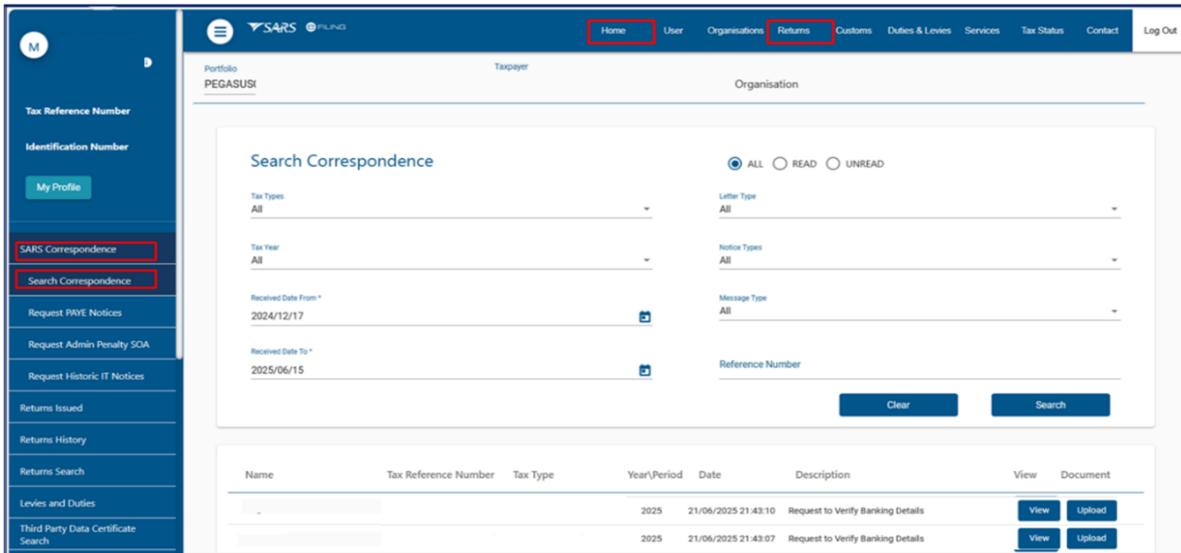 M
SARS eFILING
Home User Organisations Returns Customs Duties & Levies Services Tax Status Contact Log Out
Portfolio Taxpayer
PEGASUS Organisation
Tax Reference Number
Identification Number
My Profile
SARS Correspondence
Search Correspondence
Request PAYE Notices
Request Admin Penalty SOA
Request Historic IT Notices
Returns Issued
Returns History
Returns Search
Levies and Duties
Third Party Data Certificate
Search
Search Correspondence
ALL READ UNREAD
Tax Types Letter Type
All All
Tax Year Notice Types
All All
Received Date From * Message Type
2024/12/17 All
Received Date To *
2025/06/15 Reference Number
Clear Search
Name Tax Reference Number Tax Type Year\Period Date Description View Document
2025 21/06/2025 21:43:10 Request to Verify Banking Details View Upload
2025 21/06/2025 21:43:07 Request to Verify Banking Details View Upload